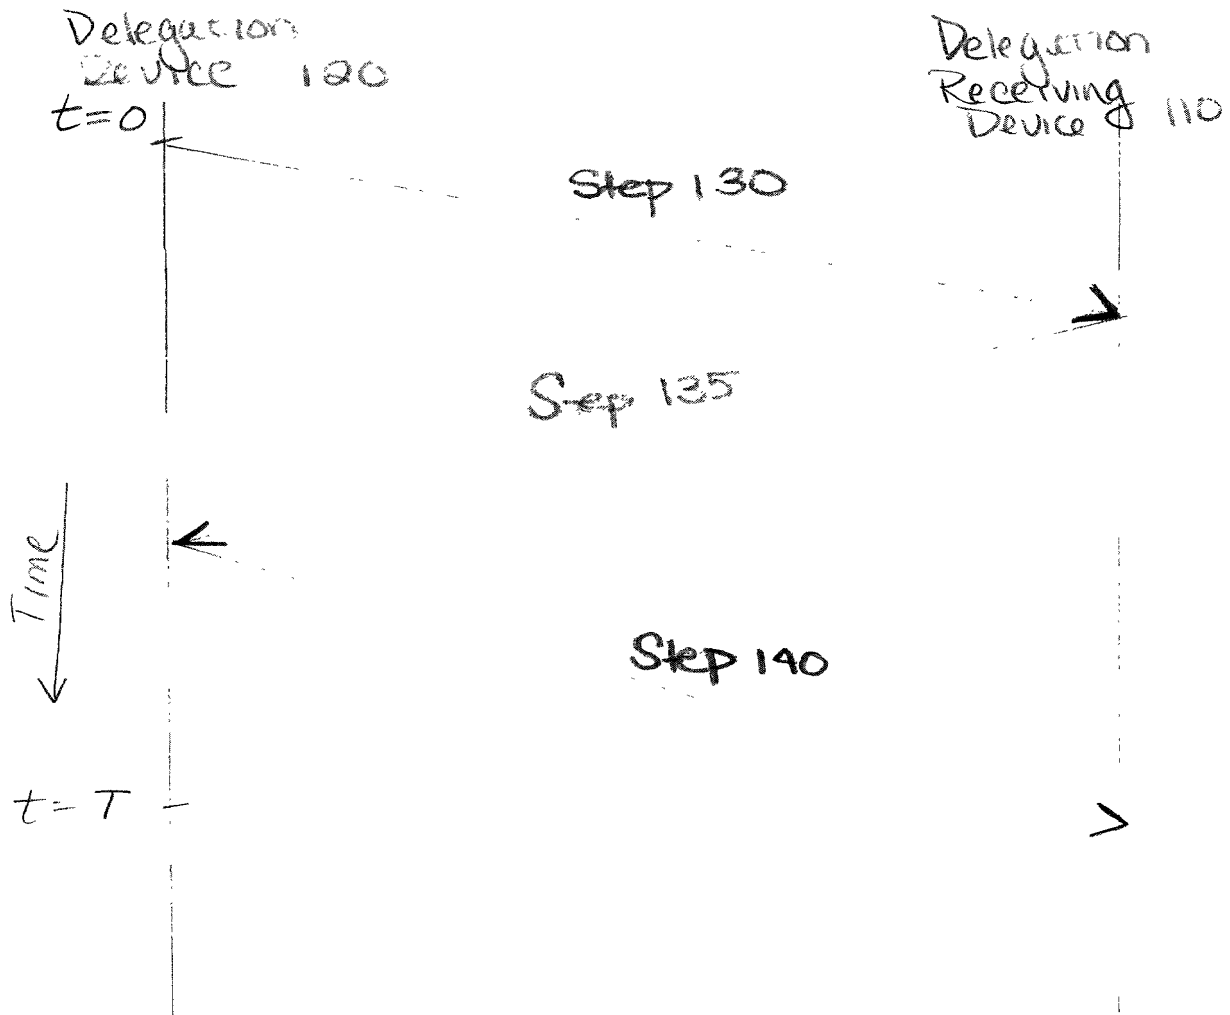 Delegation
Device 120
t=0
Delegation
Receiving
Device 110
Step 130
Step 135
Time
Step 140
t= T